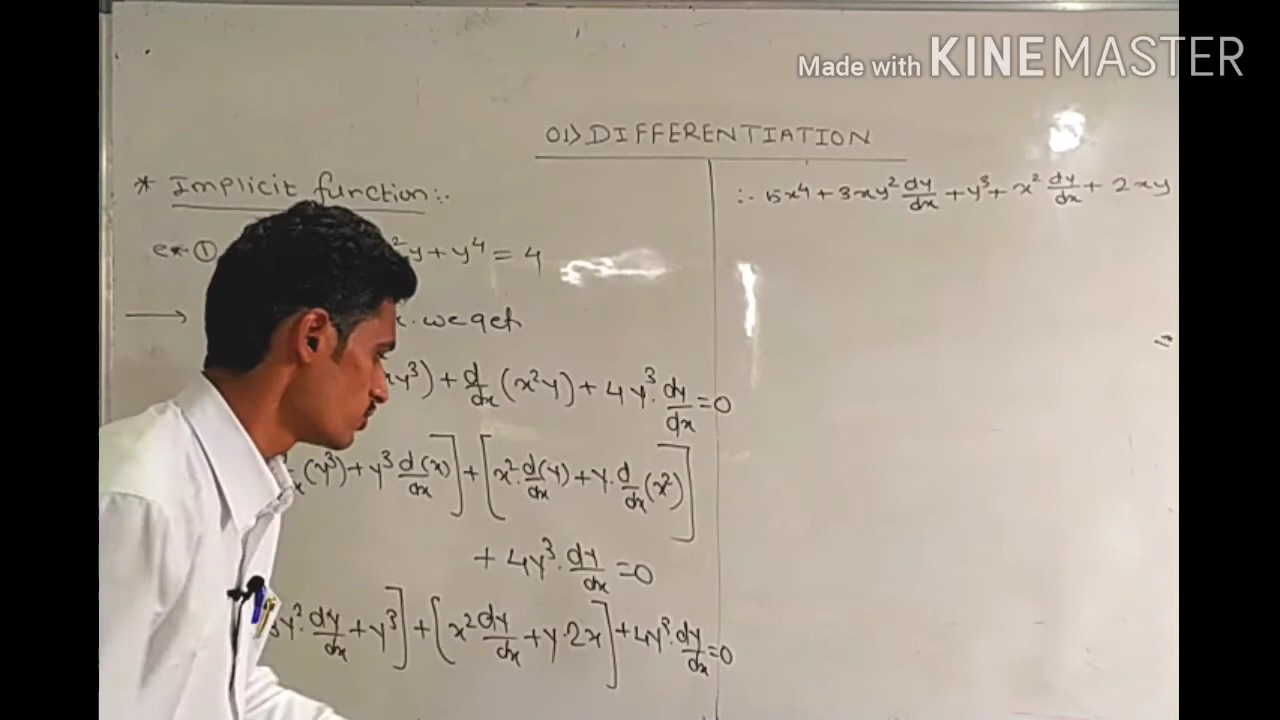 Made with KINEMASTER
01) DIFFERENTIATION
* Implicit function :-
ex. ① ²y + y⁴ = 4
x. we get
xy³) + d/dx (x²y) + 4y³. dy/dx = 0
(y³) + y³ d/dx (x)] + [x². d/dx (y) + y. d/dx (x²)]
+ 4y³. dy/dx = 0
3y². dy/dx + y³] + [x² dy/dx + y.2x] + 4y³. dy/dx = 0
∴ 5x⁴ + 3xy² dy/dx + y³ + x² dy/dx + 2xy
=